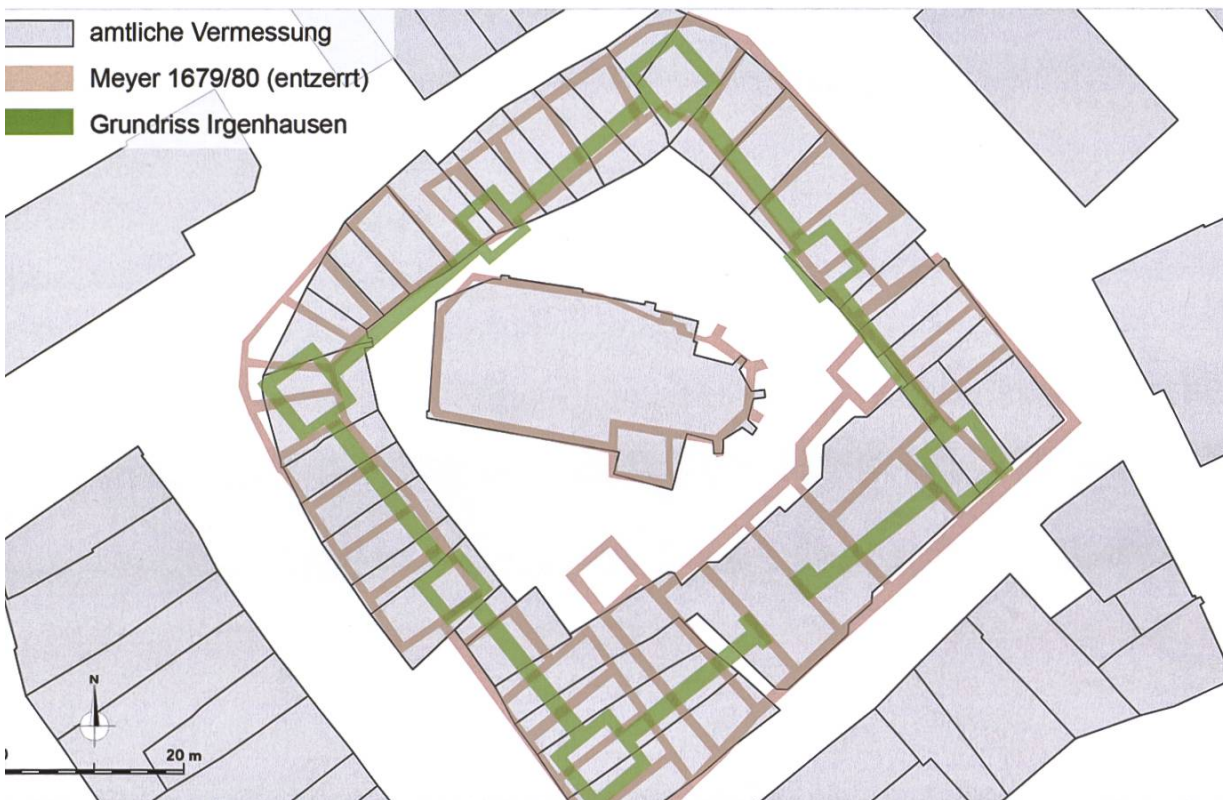 amtliche Vermessung
Meyer 1679/80 (entzerrt)
Grundriss Irgenhausen
N
20 m